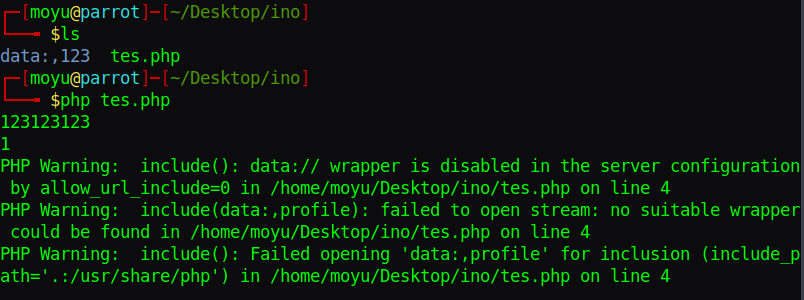 ┌─[moyu@parrot]─[~/Desktop/ino]
└──╼ $ls
data:,123  tes.php
┌─[moyu@parrot]─[~/Desktop/ino]
└──╼ $php tes.php
123123123
1
PHP Warning:  include(): data:// wrapper is disabled in the server configuration
 by allow_url_include=0 in /home/moyu/Desktop/ino/tes.php on line 4
PHP Warning:  include(data:,profile): failed to open stream: no suitable wrapper
 could be found in /home/moyu/Desktop/ino/tes.php on line 4
PHP Warning:  include(): Failed opening 'data:,profile' for inclusion (include_p
ath='.:/usr/share/php') in /home/moyu/Desktop/ino/tes.php on line 4